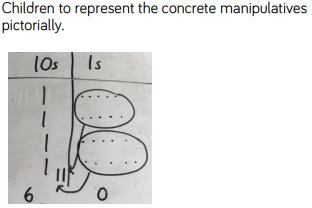 Children to represent the concrete manipulatives
pictorially.
10s 1s
6 0